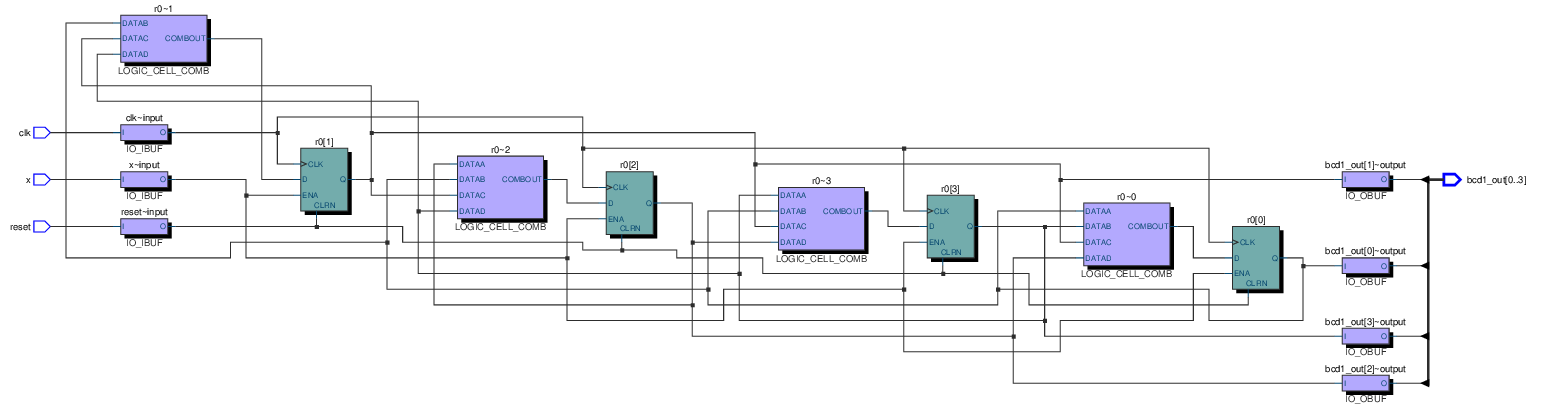 r0~1
DATAB
DATAC COMBOUT
DATAD
LOGIC_CELL_COMB
clk
clk~input
I O
IO_IBUF
x
x~input
I O
IO_IBUF
reset
reset~input
I O
IO_IBUF
r0[1]
CLK
D Q
ENA
CLRN
r0~2
DATAA
DATAB COMBOUT
DATAC
DATAD
LOGIC_CELL_COMB
r0[2]
CLK
D Q
ENA
CLRN
r0~3
DATAA
DATAB COMBOUT
DATAC
DATAD
LOGIC_CELL_COMB
r0[3]
CLK
D Q
ENA
CLRN
r0~0
DATAA
DATAB COMBOUT
DATAC
DATAD
LOGIC_CELL_COMB
r0[0]
CLK
D Q
ENA
CLRN
bcd1_out[1]~output
I O
IO_OBUF
bcd1_out[0..3]
bcd1_out[0]~output
I O
IO_OBUF
bcd1_out[3]~output
I O
IO_OBUF
bcd1_out[2]~output
I O
IO_OBUF